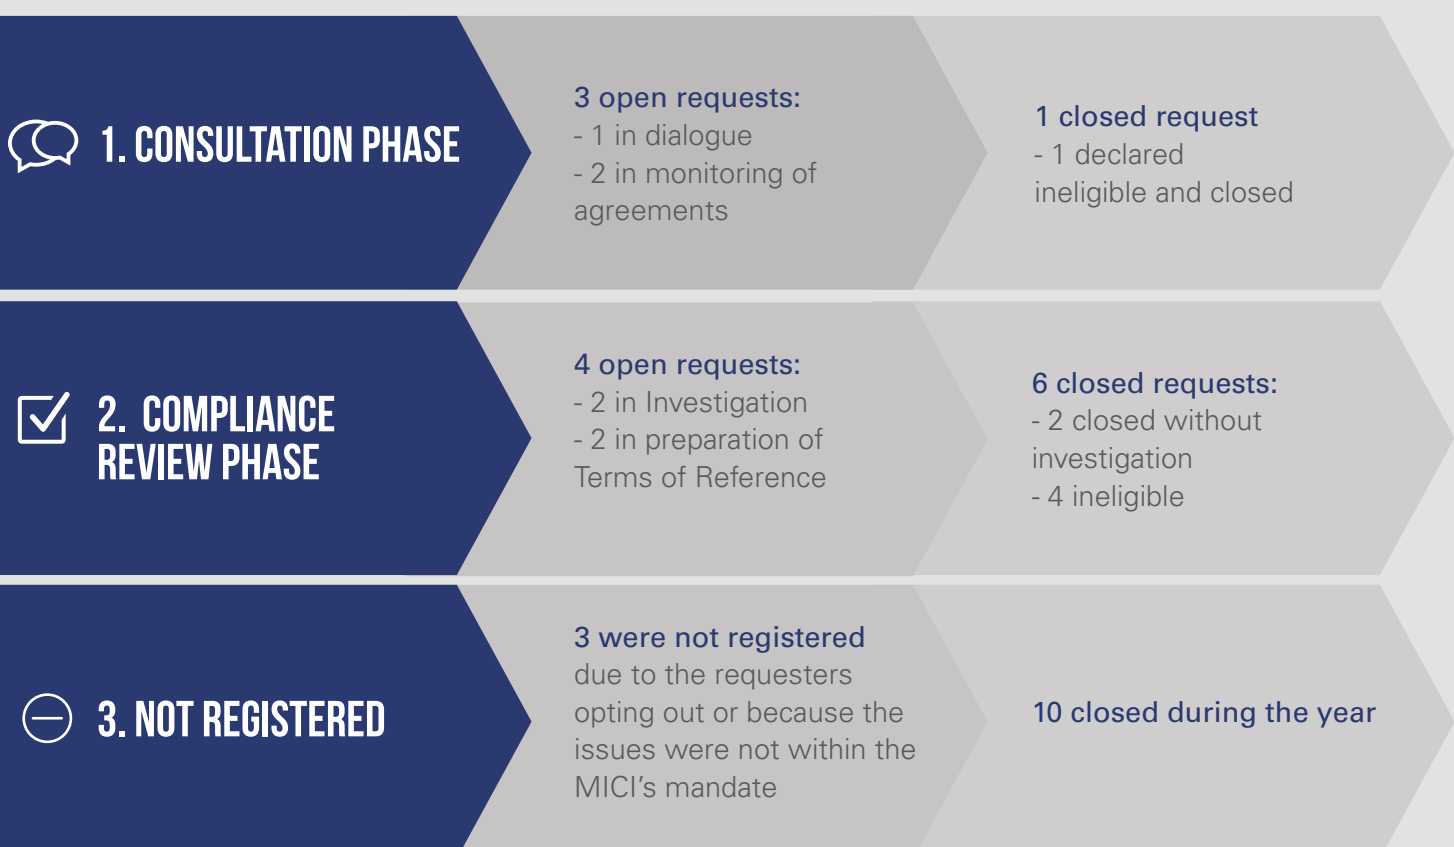 1. CONSULTATION PHASE
3 open requests:
- 1 in dialogue
- 2 in monitoring of
agreements
1 closed request
- 1 declared
ineligible and closed
2. COMPLIANCE
REVIEW PHASE
4 open requests:
- 2 in Investigation
- 2 in preparation of
Terms of Reference
6 closed requests:
- 2 closed without
investigation
- 4 ineligible
3. NOT REGISTERED
3 were not registered
due to the requesters
opting out or because the
issues were not within the
MICI’s mandate
10 closed during the year